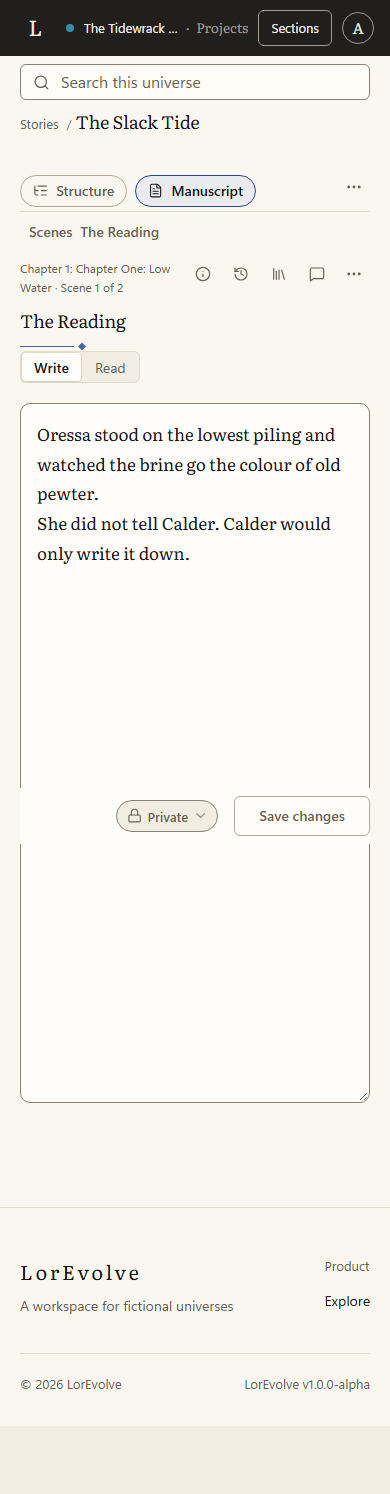 L The Tidewrack ... · Projects Sections A
Search this universe
Stories / The Slack Tide
Structure Manuscript
Scenes The Reading
Chapter 1: Chapter One: Low
Water · Scene 1 of 2
The Reading
Write Read
Oressa stood on the lowest piling and
watched the brine go the colour of old
pewter.
She did not tell Calder. Calder would
only write it down.
Private Save changes
LorEvolve Product
A workspace for fictional universes Explore
© 2026 LorEvolve LorEvolve v1.0.0-alpha